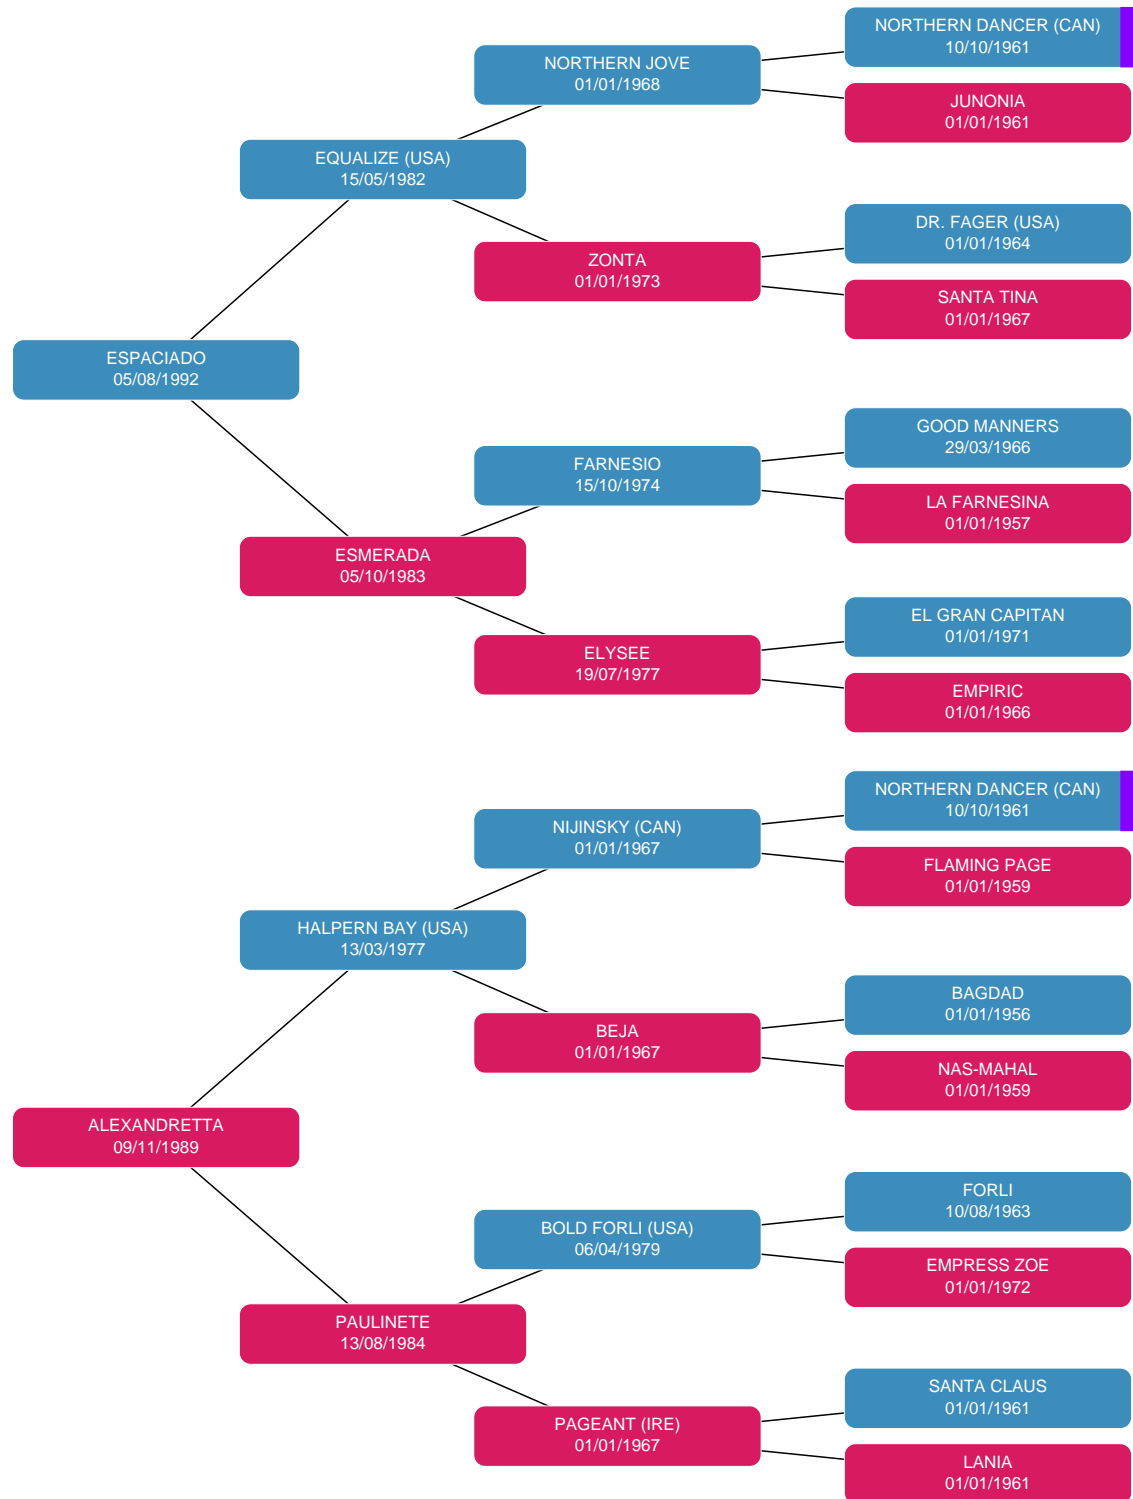 NORTHERN DANCER (CAN)
10/10/1961
NORTHERN JOVE
01/01/1968
JUNONIA
01/01/1961
EQUALIZE (USA)
15/05/1982
DR. FAGER (USA)
01/01/1964
ZONTA
01/01/1973
SANTA TINA
01/01/1967
ESPACIADO
05/08/1992
GOOD MANNERS
29/03/1966
FARNESIO
15/10/1974
LA FARNESINA
01/01/1957
ESMERADA
05/10/1983
EL GRAN CAPITAN
01/01/1971
ELYSEE
19/07/1977
EMPIRIC
01/01/1966
NORTHERN DANCER (CAN)
10/10/1961
NIJINSKY (CAN)
01/01/1967
FLAMING PAGE
01/01/1959
HALPERN BAY (USA)
13/03/1977
BAGDAD
01/01/1956
BEJA
01/01/1967
NAS-MAHAL
01/01/1959
ALEXANDRETTA
09/11/1989
FORLI
10/08/1963
BOLD FORLI (USA)
06/04/1979
EMPRESS ZOE
01/01/1972
PAULINETE
13/08/1984
SANTA CLAUS
01/01/1961
PAGEANT (IRE)
01/01/1967
LANIA
01/01/1961